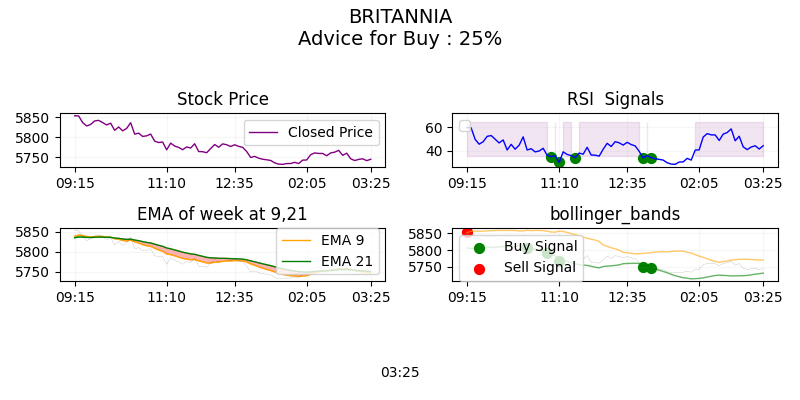 BRITANNIA
Advice for Buy : 25%
Stock Price
5850
5800
5750
Closed Price
09:15 11:10 12:35 02:05 03:25
RSI  Signals
60
40
09:15 11:10 12:35 02:05 03:25
EMA of week at 9,21
5850
5800
5750
EMA 9
EMA 21
09:15 11:10 12:35 02:05 03:25
bollinger_bands
5850
5800
5750
Buy Signal
Sell Signal
09:15 11:10 12:35 02:05 03:25
03:25